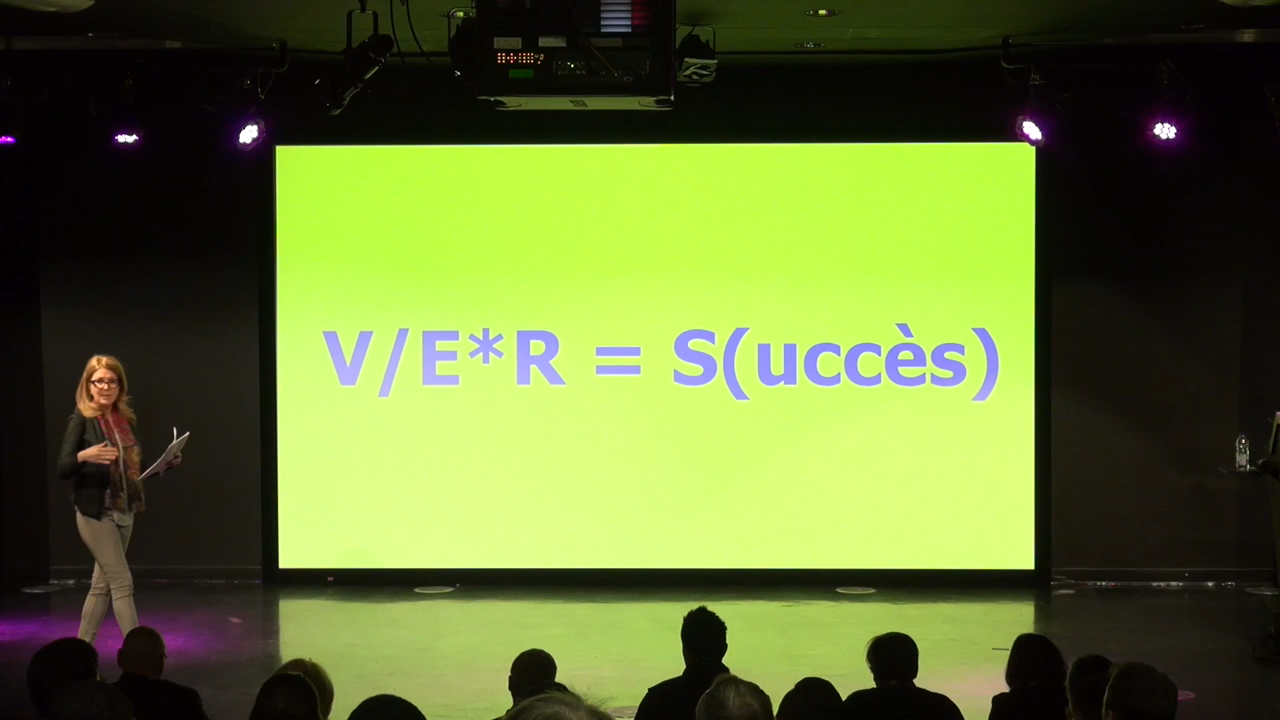 V/E*R = S(uccès)